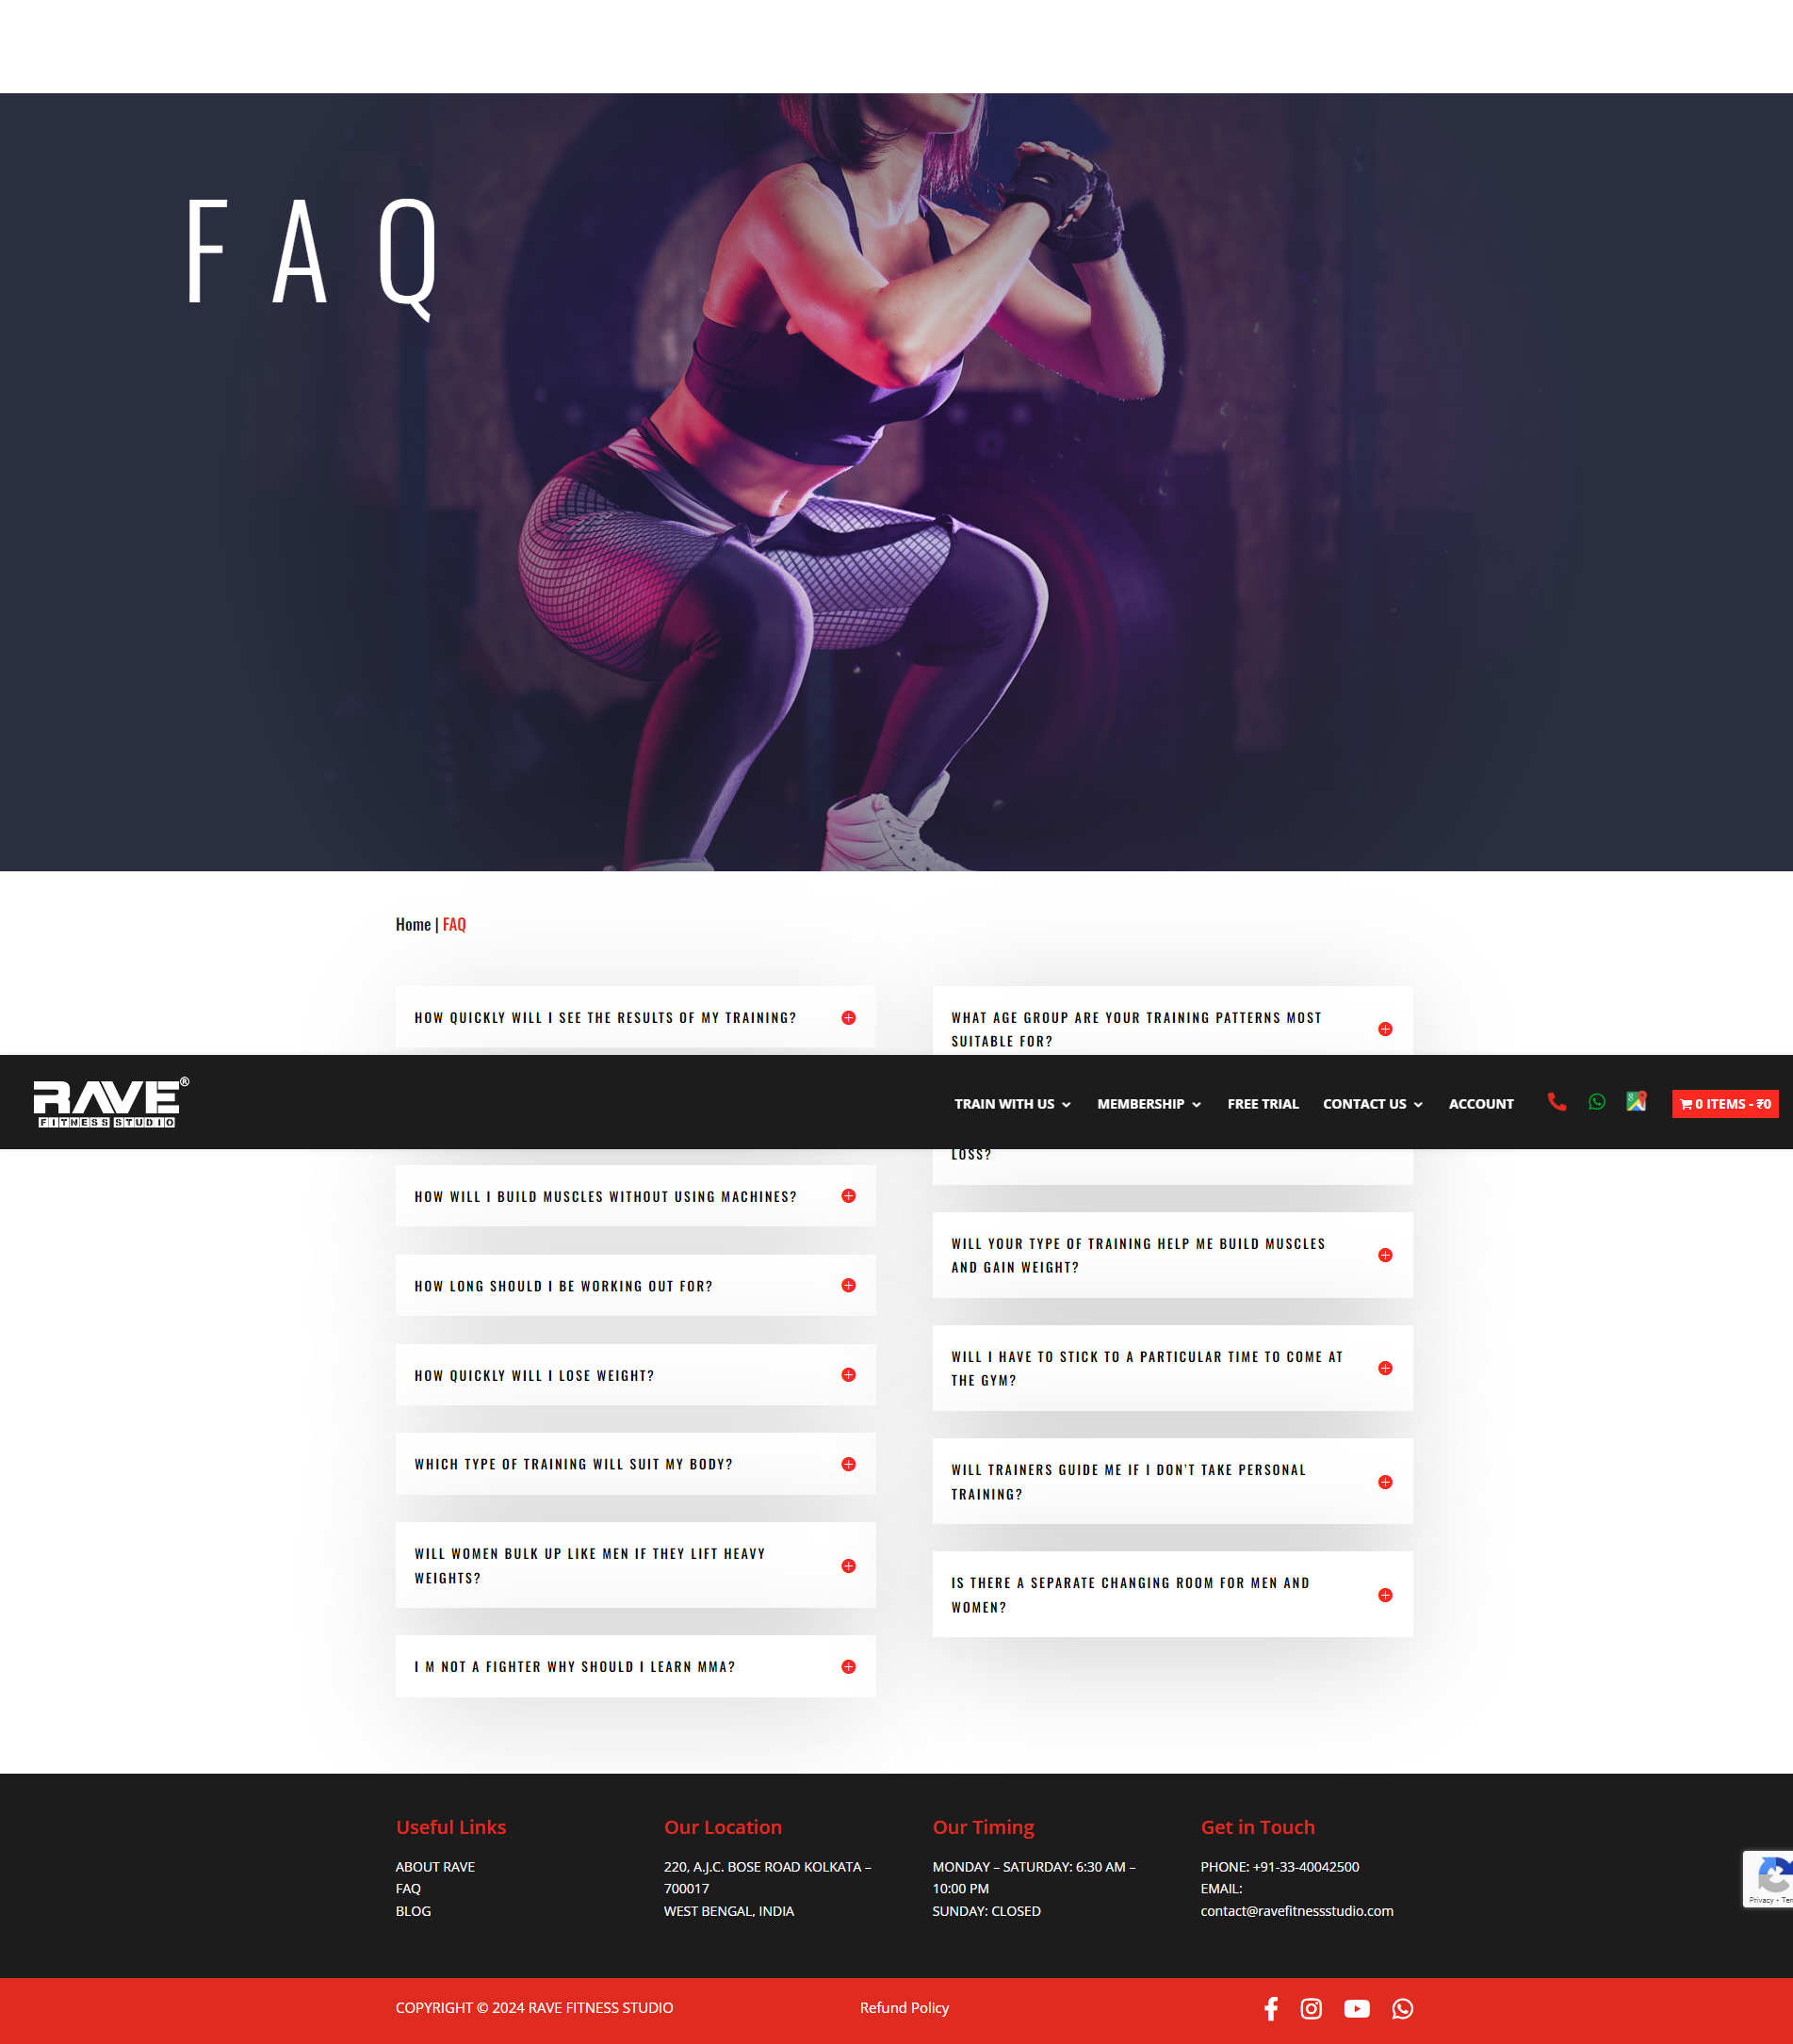 FAQ
Home | FAQ
HOW QUICKLY WILL I SEE THE RESULTS OF MY TRAINING?
WHAT AGE GROUP ARE YOUR TRAINING PATTERNS MOST
SUITABLE FOR?
RAVE®
FITNESS STUDIO
TRAIN WITH US
MEMBERSHIP
FREE TRIAL
CONTACT US
ACCOUNT
0 ITEMS - ₹0
LOSS?
HOW WILL I BUILD MUSCLES WITHOUT USING MACHINES?
HOW LONG SHOULD I BE WORKING OUT FOR?
HOW QUICKLY WILL I LOSE WEIGHT?
WHICH TYPE OF TRAINING WILL SUIT MY BODY?
WILL WOMEN BULK UP LIKE MEN IF THEY LIFT HEAVY
WEIGHTS?
I M NOT A FIGHTER WHY SHOULD I LEARN MMA?
WILL YOUR TYPE OF TRAINING HELP ME BUILD MUSCLES
AND GAIN WEIGHT?
WILL I HAVE TO STICK TO A PARTICULAR TIME TO COME AT
THE GYM?
WILL TRAINERS GUIDE ME IF I DON'T TAKE PERSONAL
TRAINING?
IS THERE A SEPARATE CHANGING ROOM FOR MEN AND
WOMEN?
Useful Links
ABOUT RAVE
FAQ
BLOG
Our Location
220, A.J.C. BOSE ROAD KOLKATA –
700017
WEST BENGAL, INDIA
Our Timing
MONDAY – SATURDAY: 6:30 AM –
10:00 PM
SUNDAY: CLOSED
Get in Touch
PHONE: +91-33-40042500
EMAIL:
contact@ravefitnessstudio.com
Privacy -
COPYRIGHT © 2024 RAVE FITNESS STUDIO
Refund Policy